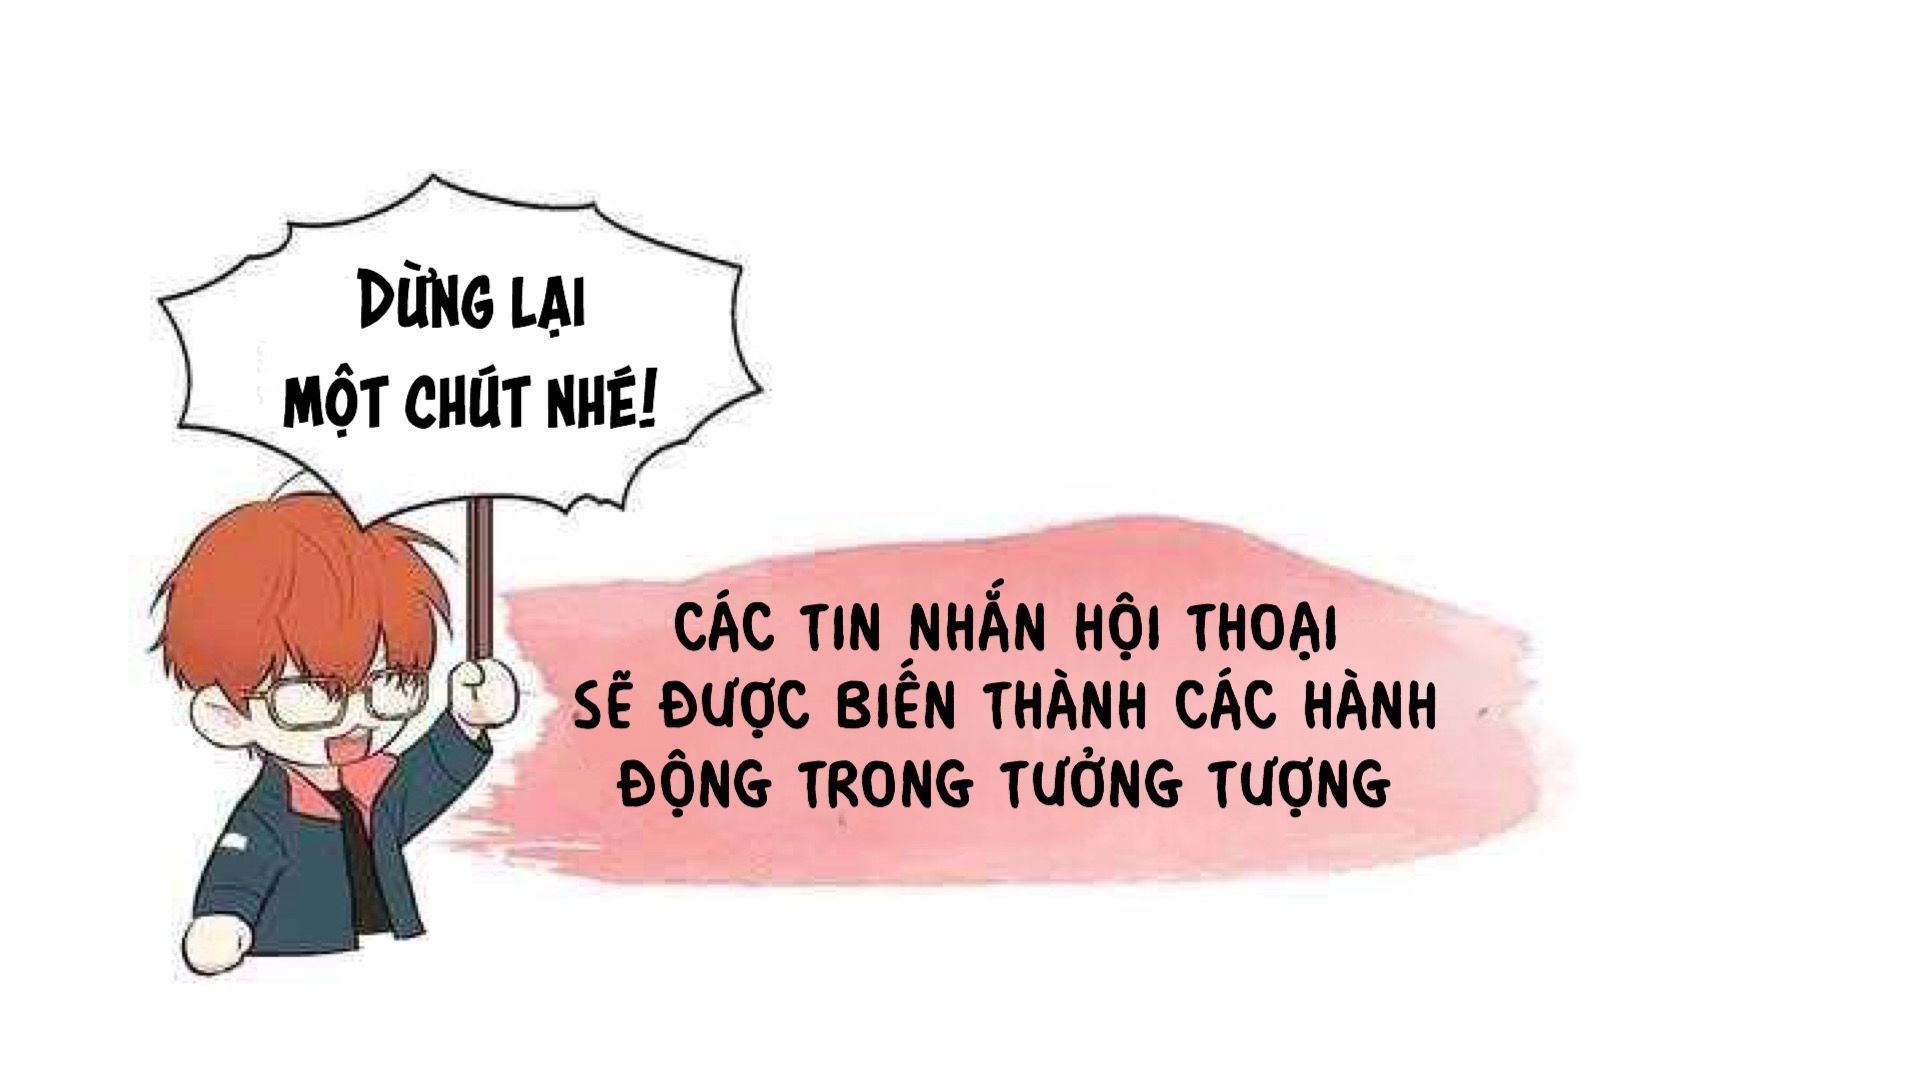 DỪNG LẠI
MỘT CHÚT NHÉ!
CÁC TIN NHẮN HỘI THOẠI
SẼ ĐƯỢC BIẾN THÀNH CÁC HÀNH
ĐỘNG TRONG TƯỞNG TƯỢNG